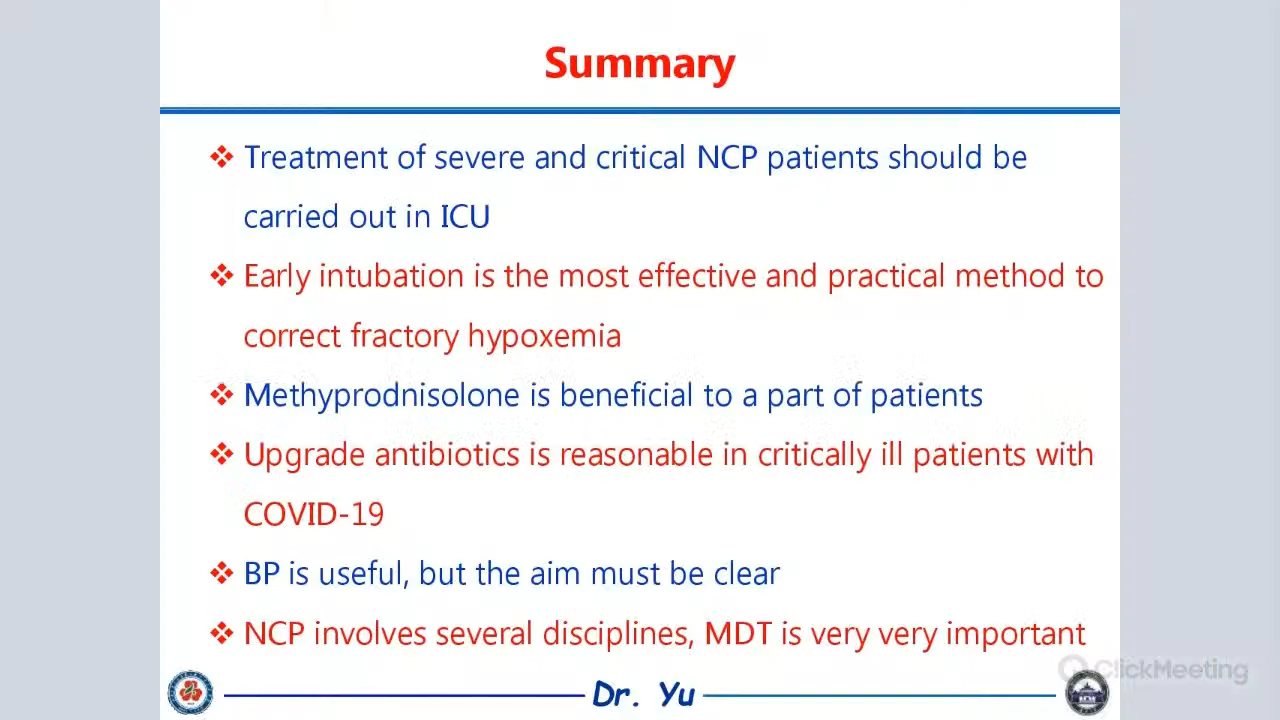 Summary
Treatment of severe and critical NCP patients should be
carried out in ICU
Early intubation is the most effective and practical method to
correct fractory hypoxemia
Methyprodnisolone is beneficial to a part of patients
Upgrade antibiotics is reasonable in critically ill patients with
COVID-19
BP is useful, but the aim must be clear
NCP involves several disciplines, MDT is very very important
ClickMeeting
Dr. Yu